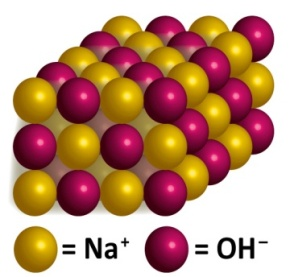 = Na⁺ = OH⁻